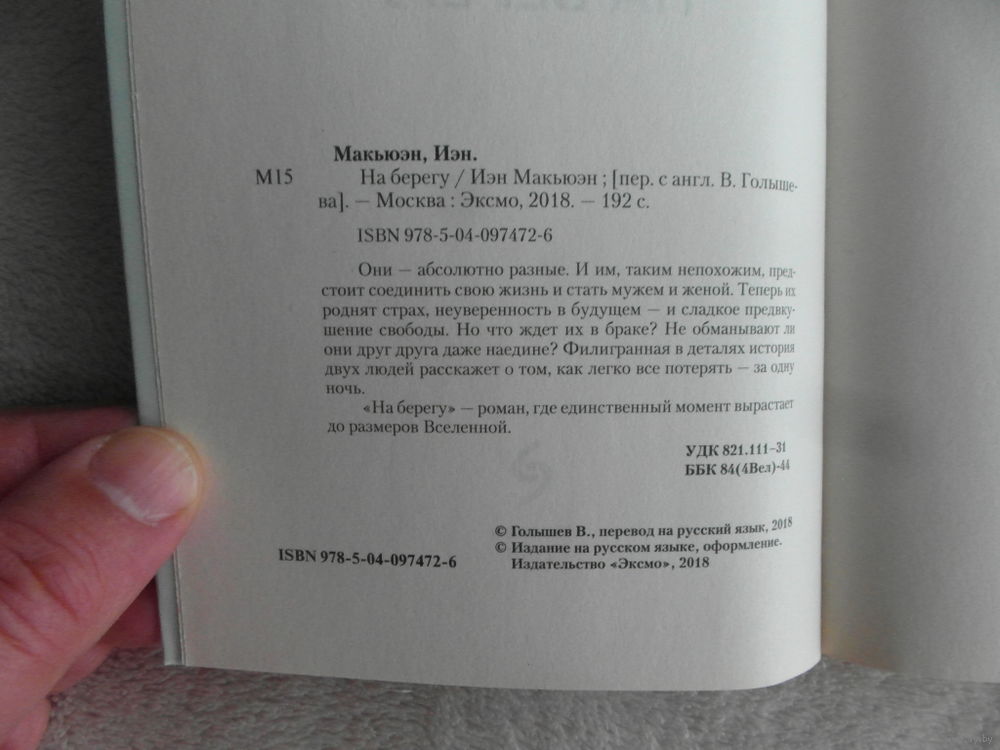 Макьюэн, Иэн.
М15 На берегу / Иэн Макьюэн ; [пер. с англ. В. Голыше-
ва]. — Москва : Эксмо, 2018. — 192 с.
ISBN 978-5-04-097472-6
Они — абсолютно разные. И им, таким непохожим, пред-
стоит соединить свою жизнь и стать мужем и женой. Теперь их
роднят страх, неуверенность в будущем — и сладкое предвку-
шение свободы. Но что ждет их в браке? Не обманывают ли
они друг друга даже наедине? Филигранная в деталях история
двух людей расскажет о том, как легко все потерять — за одну
ночь.
«На берегу» — роман, где единственный момент вырастает
до размеров Вселенной.
УДК 821.111-31
ББК 84(4Вел)-44
© Голышев В., перевод на русский язык, 2018
© Издание на русском языке, оформление.
Издательство «Эксмо», 2018
ISBN 978-5-04-097472-6